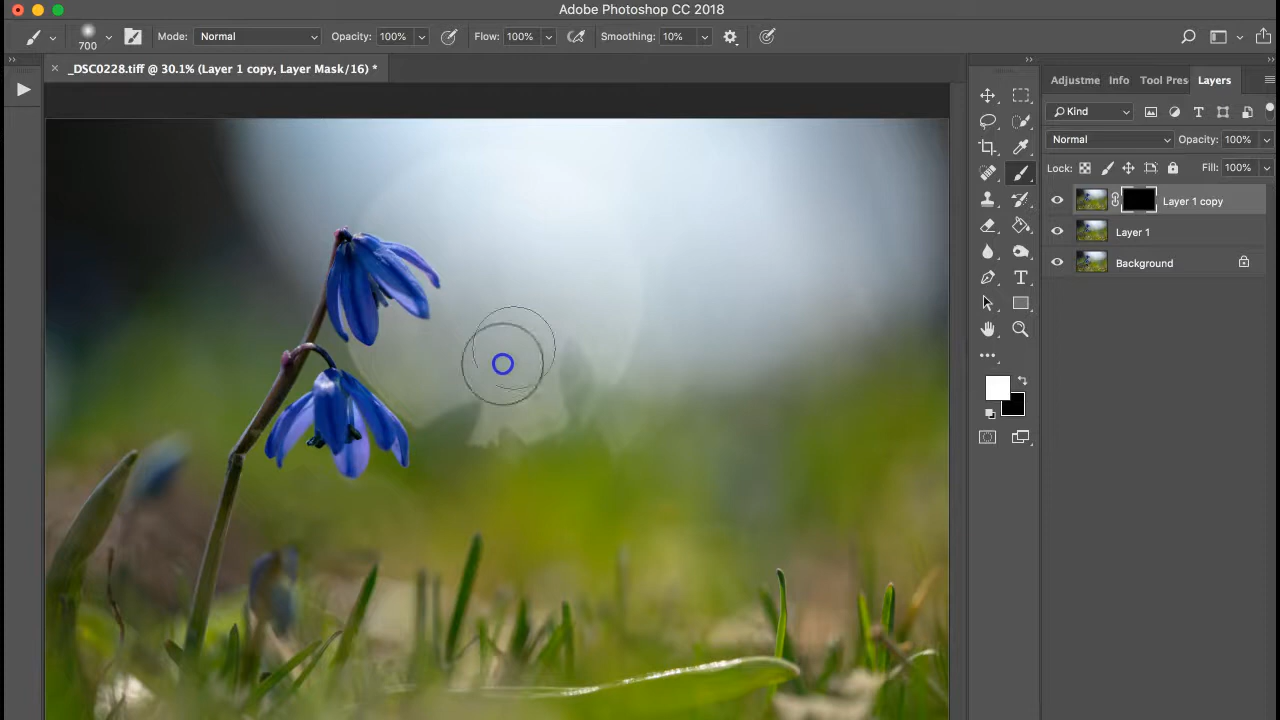 Adobe Photoshop CC 2018
700 Mode: Normal Opacity: 100% Flow: 100% Smoothing: 10%
× _DSC0228.tiff @ 30.1% (Layer 1 copy, Layer Mask/16) *
Adjustme Info Tool Pres Layers
Kind
Normal Opacity: 100%
Lock: Fill: 100%
Layer 1 copy
Layer 1
Background